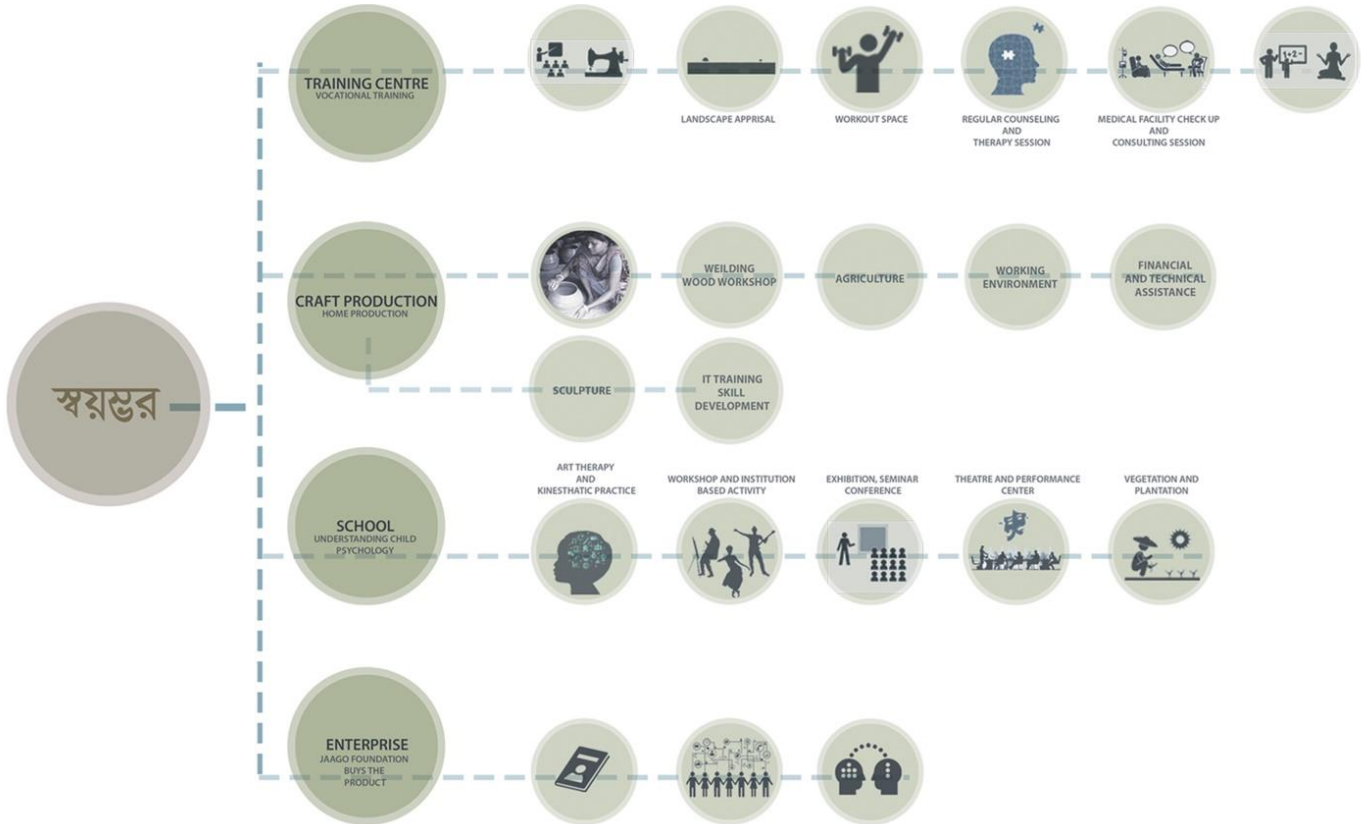 স্বয়ম্ভর
TRAINING CENTRE
VOCATIONAL TRAINING
LANDSCAPE APPRISAL
WORKOUT SPACE
REGULAR COUNSELING
AND
THERAPY SESSION
MEDICAL FACILITY CHECK UP
AND
CONSULTING SESSION
1+2=
CRAFT PRODUCTION
HOME PRODUCTION
WEILDING
WOOD WORKSHOP
AGRICULTURE
WORKING
ENVIRONMENT
FINANCIAL
AND TECHNICAL
ASSISTANCE
SCULPTURE
IT TRAINING
SKILL
DEVELOPMENT
SCHOOL
UNDERSTANDING CHILD
PSYCHOLOGY
ART THERAPY
AND
KINESTHATIC PRACTICE
WORKSHOP AND INSTITUTION
BASED ACTIVITY
EXHIBITION, SEMINAR
CONFERENCE
THEATRE AND PERFORMANCE
CENTER
VEGETATION AND
PLANTATION
ENTERPRISE
JAAGO FOUNDATION
BUYS THE
PRODUCT